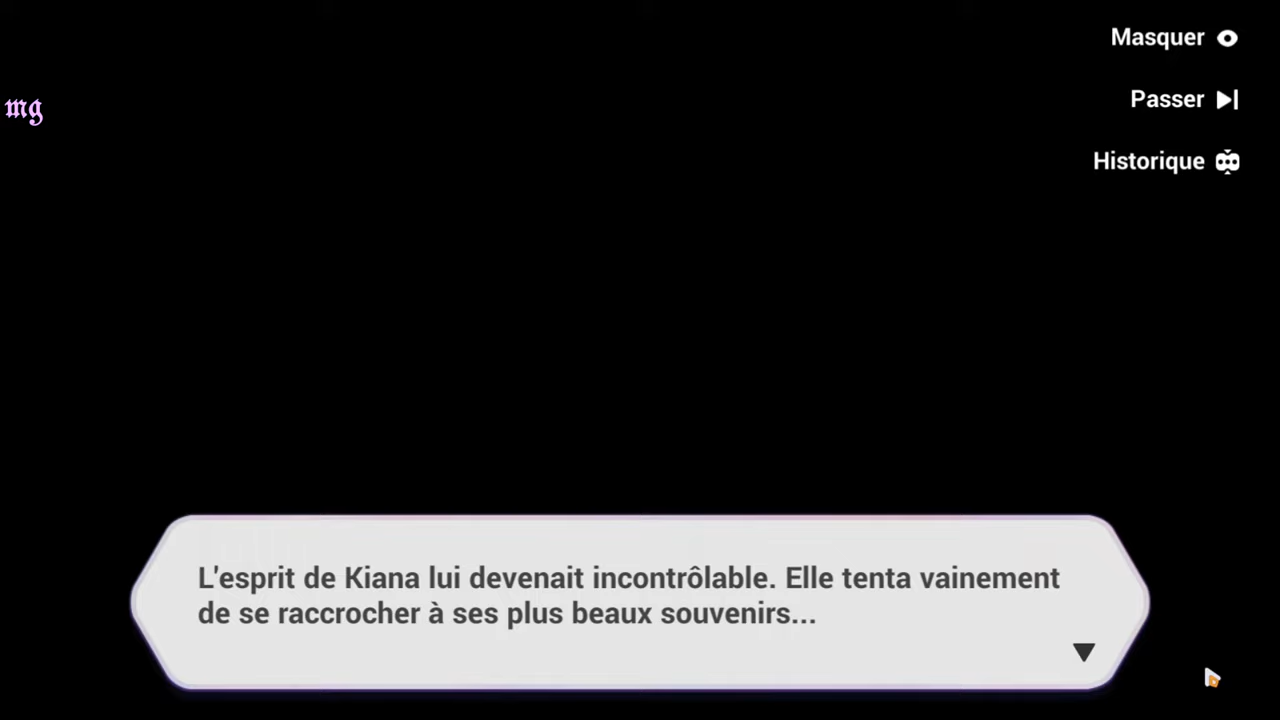 Masquer
mg
Passer
Historique
L'esprit de Kiana lui devenait incontrôlable. Elle tenta vainement
de se raccrocher à ses plus beaux souvenirs...